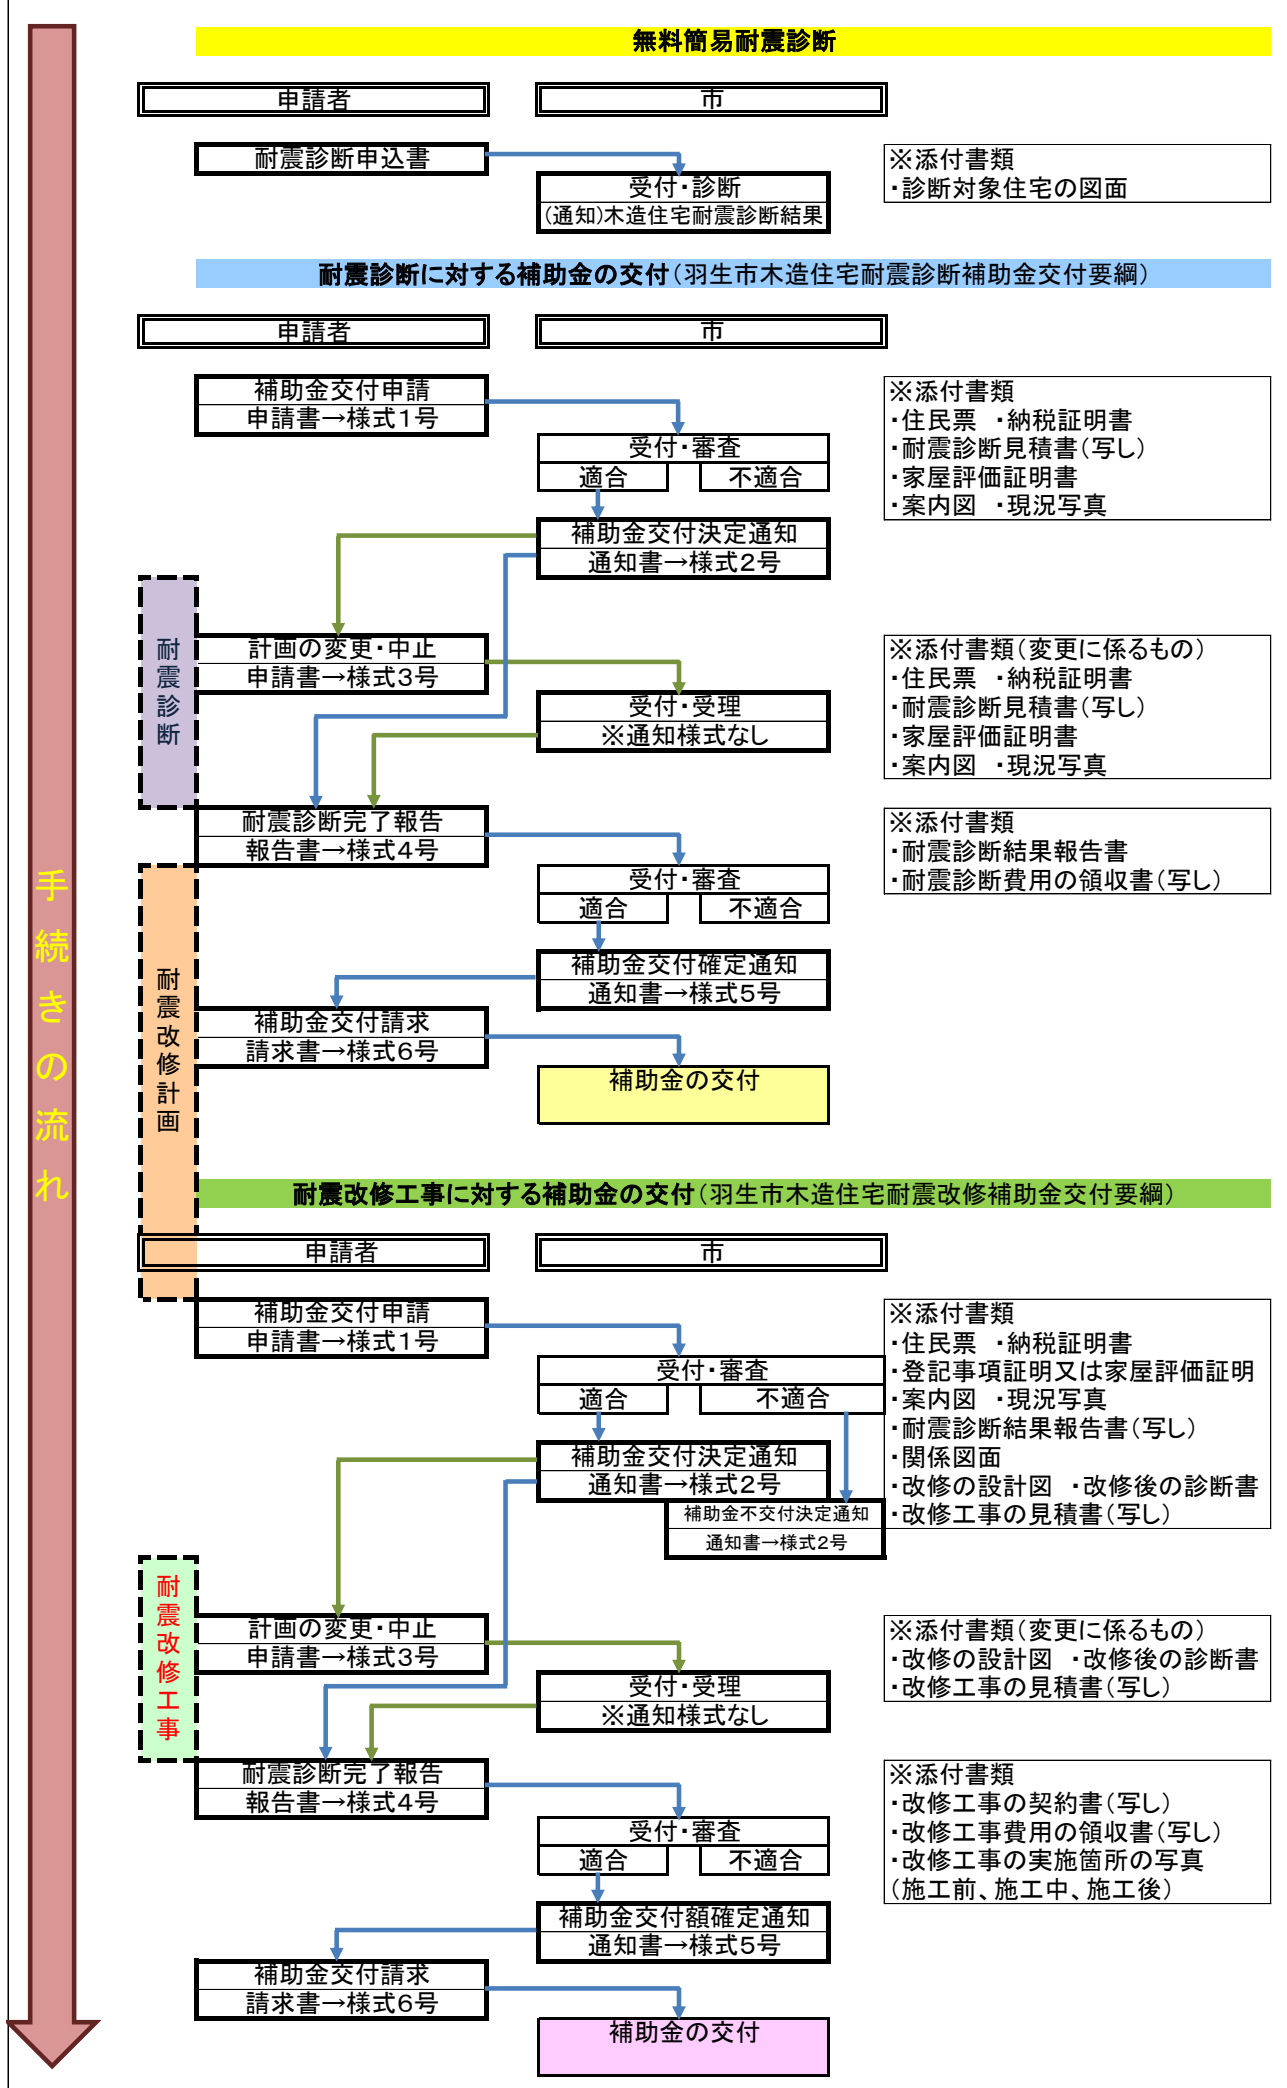 手続きの流れ
無料簡易耐震診断
申請者
市
耐震診断申込書
受付・診断
(通知)木造住宅耐震診断結果
※添付書類
・診断対象住宅の図面
耐震診断に対する補助金の交付(羽生市木造住宅耐震診断補助金交付要綱)
申請者
市
補助金交付申請
申請書→様式1号
受付・審査
適合
不適合
※添付書類
・住民票 ・納税証明書
・耐震診断見積書(写し)
・家屋評価証明書
・案内図 ・現況写真
補助金交付決定通知
通知書→様式2号
耐震診断
計画の変更・中止
申請書→様式3号
受付・受理
※通知様式なし
※添付書類(変更に係るもの)
・住民票 ・納税証明書
・耐震診断見積書(写し)
・家屋評価証明書
・案内図 ・現況写真
耐震診断完了報告
報告書→様式4号
受付・審査
適合
不適合
※添付書類
・耐震診断結果報告書
・耐震診断費用の領収書(写し)
耐震改修計画
補助金交付確定通知
通知書→様式5号
補助金交付請求
請求書→様式6号
補助金の交付
耐震改修工事に対する補助金の交付(羽生市木造住宅耐震改修補助金交付要綱)
申請者
市
補助金交付申請
申請書→様式1号
受付・審査
適合
不適合
補助金交付決定通知
通知書→様式2号
補助金不交付決定通知
通知書→様式2号
※添付書類
・住民票 ・納税証明書
・登記事項証明又は家屋評価証明
・案内図 ・現況写真
・耐震診断結果報告書(写し)
・関係図面
・改修の設計図 ・改修後の診断書
・改修工事の見積書(写し)
耐震改修工事
計画の変更・中止
申請書→様式3号
受付・受理
※通知様式なし
※添付書類(変更に係るもの)
・改修の設計図 ・改修後の診断書
・改修工事の見積書(写し)
耐震診断完了報告
報告書→様式4号
受付・審査
適合
不適合
※添付書類
・改修工事の契約書(写し)
・改修工事費用の領収書(写し)
・改修工事の実施箇所の写真
(施工前、施工中、施工後)
補助金交付額確定通知
通知書→様式5号
補助金交付請求
請求書→様式6号
補助金の交付